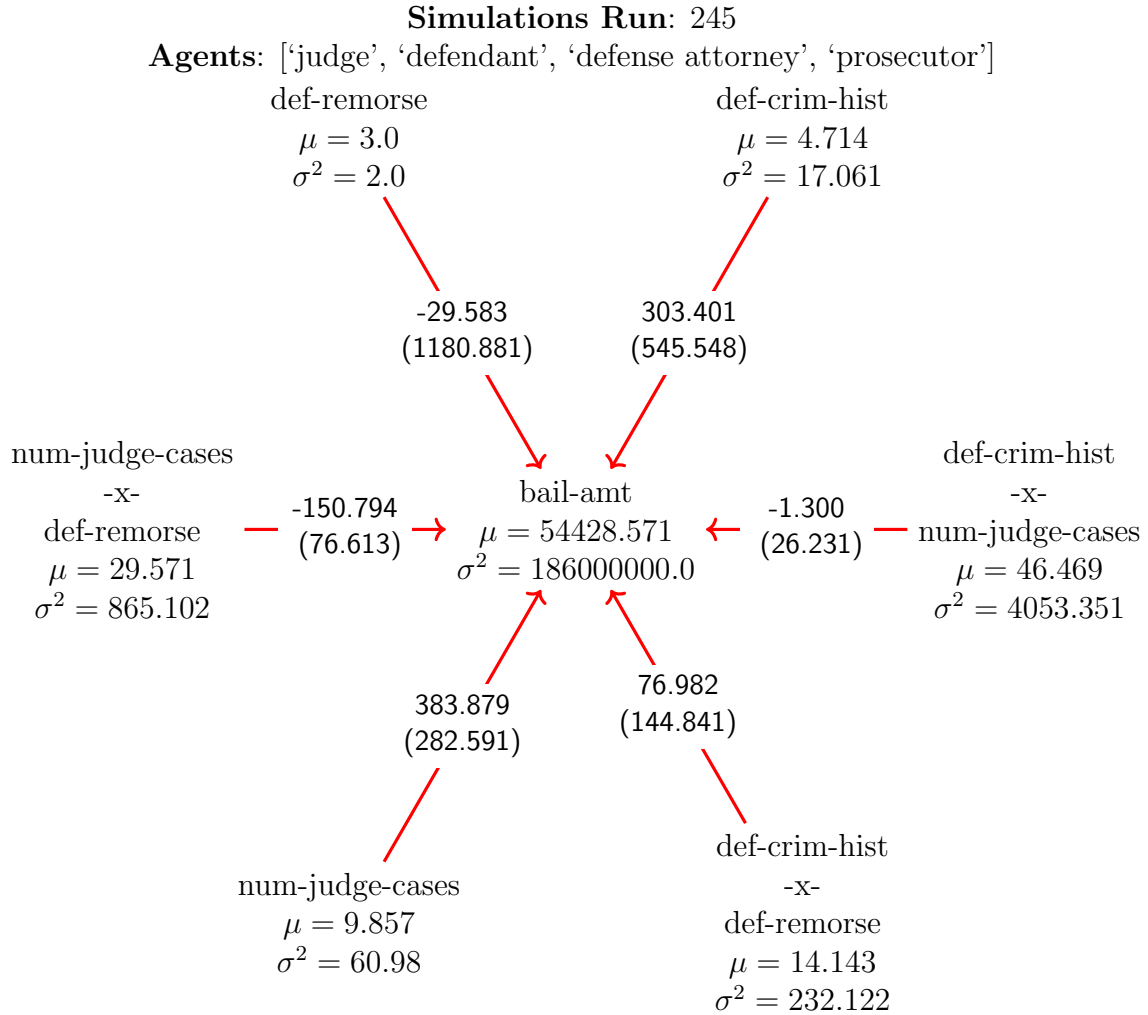 Simulations Run: 245
Agents: [‘judge’, ‘defendant’, ‘defense attorney’, ‘prosecutor’]
def-remorse
μ = 3.0
σ² = 2.0
def-crim-hist
μ = 4.714
σ² = 17.061
-29.583
(1180.881)
303.401
(545.548)
num-judge-cases
-x-
def-remorse
μ = 29.571
σ² = 865.102
-150.794
(76.613)
bail-amt
μ = 54428.571
σ² = 186000000.0
-1.300
(26.231)
def-crim-hist
-x-
num-judge-cases
μ = 46.469
σ² = 4053.351
383.879
(282.591)
76.982
(144.841)
num-judge-cases
μ = 9.857
σ² = 60.98
def-crim-hist
-x-
def-remorse
μ = 14.143
σ² = 232.122